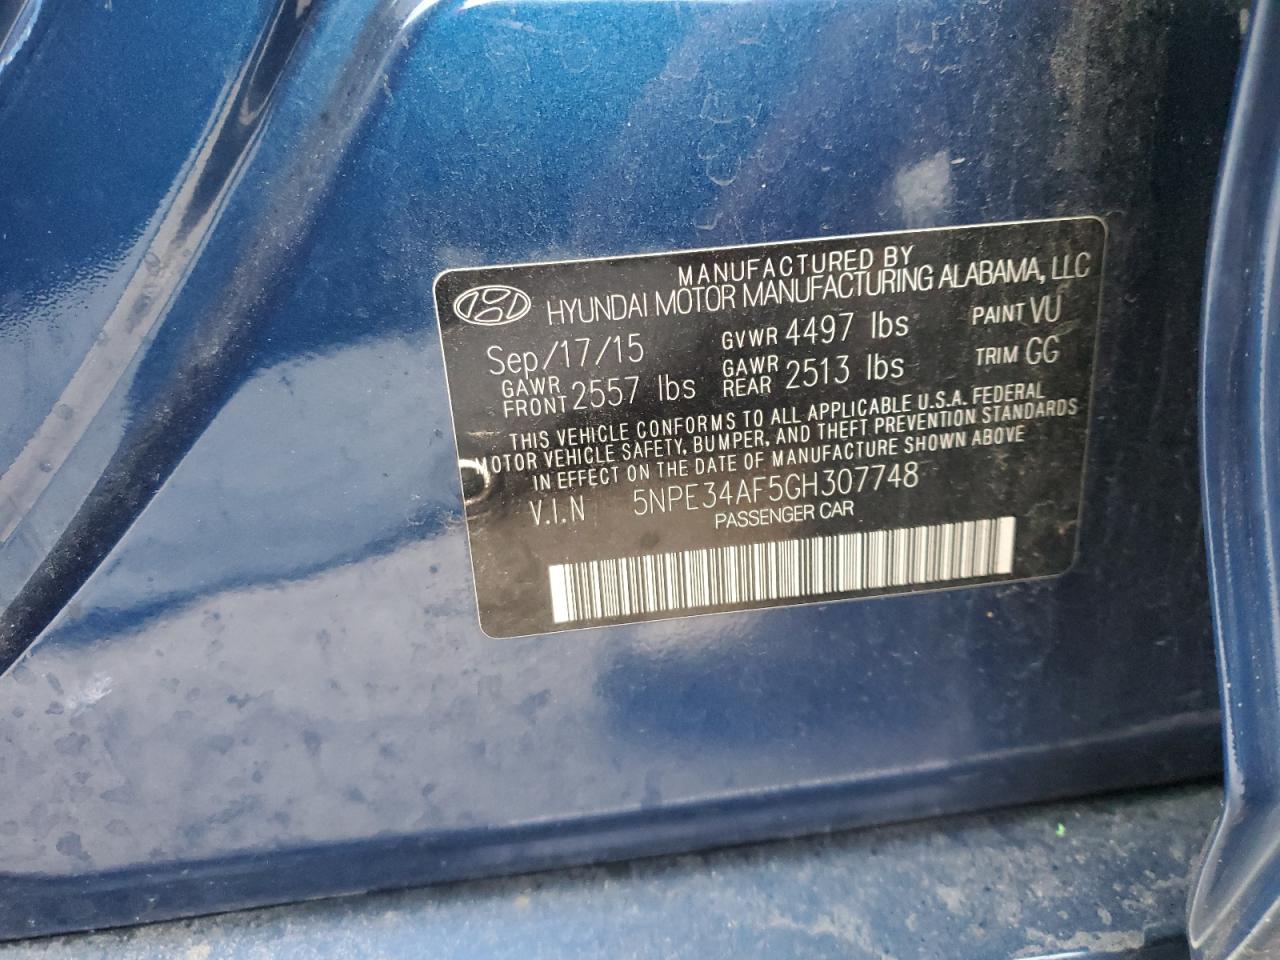 MANUFACTURED BY
HYUNDAI MOTOR MANUFACTURING ALABAMA, LLC
Sep/17/15 GVWR 4497 lbs PAINT VU
GAWR FRONT 2557 lbs GAWR REAR 2513 lbs TRIM GG
THIS VEHICLE CONFORMS TO ALL APPLICABLE U.S.A. FEDERAL
MOTOR VEHICLE SAFETY, BUMPER, AND THEFT PREVENTION STANDARDS
IN EFFECT ON THE DATE OF MANUFACTURE SHOWN ABOVE
V.I.N 5NPE34AF5GH307748
PASSENGER CAR